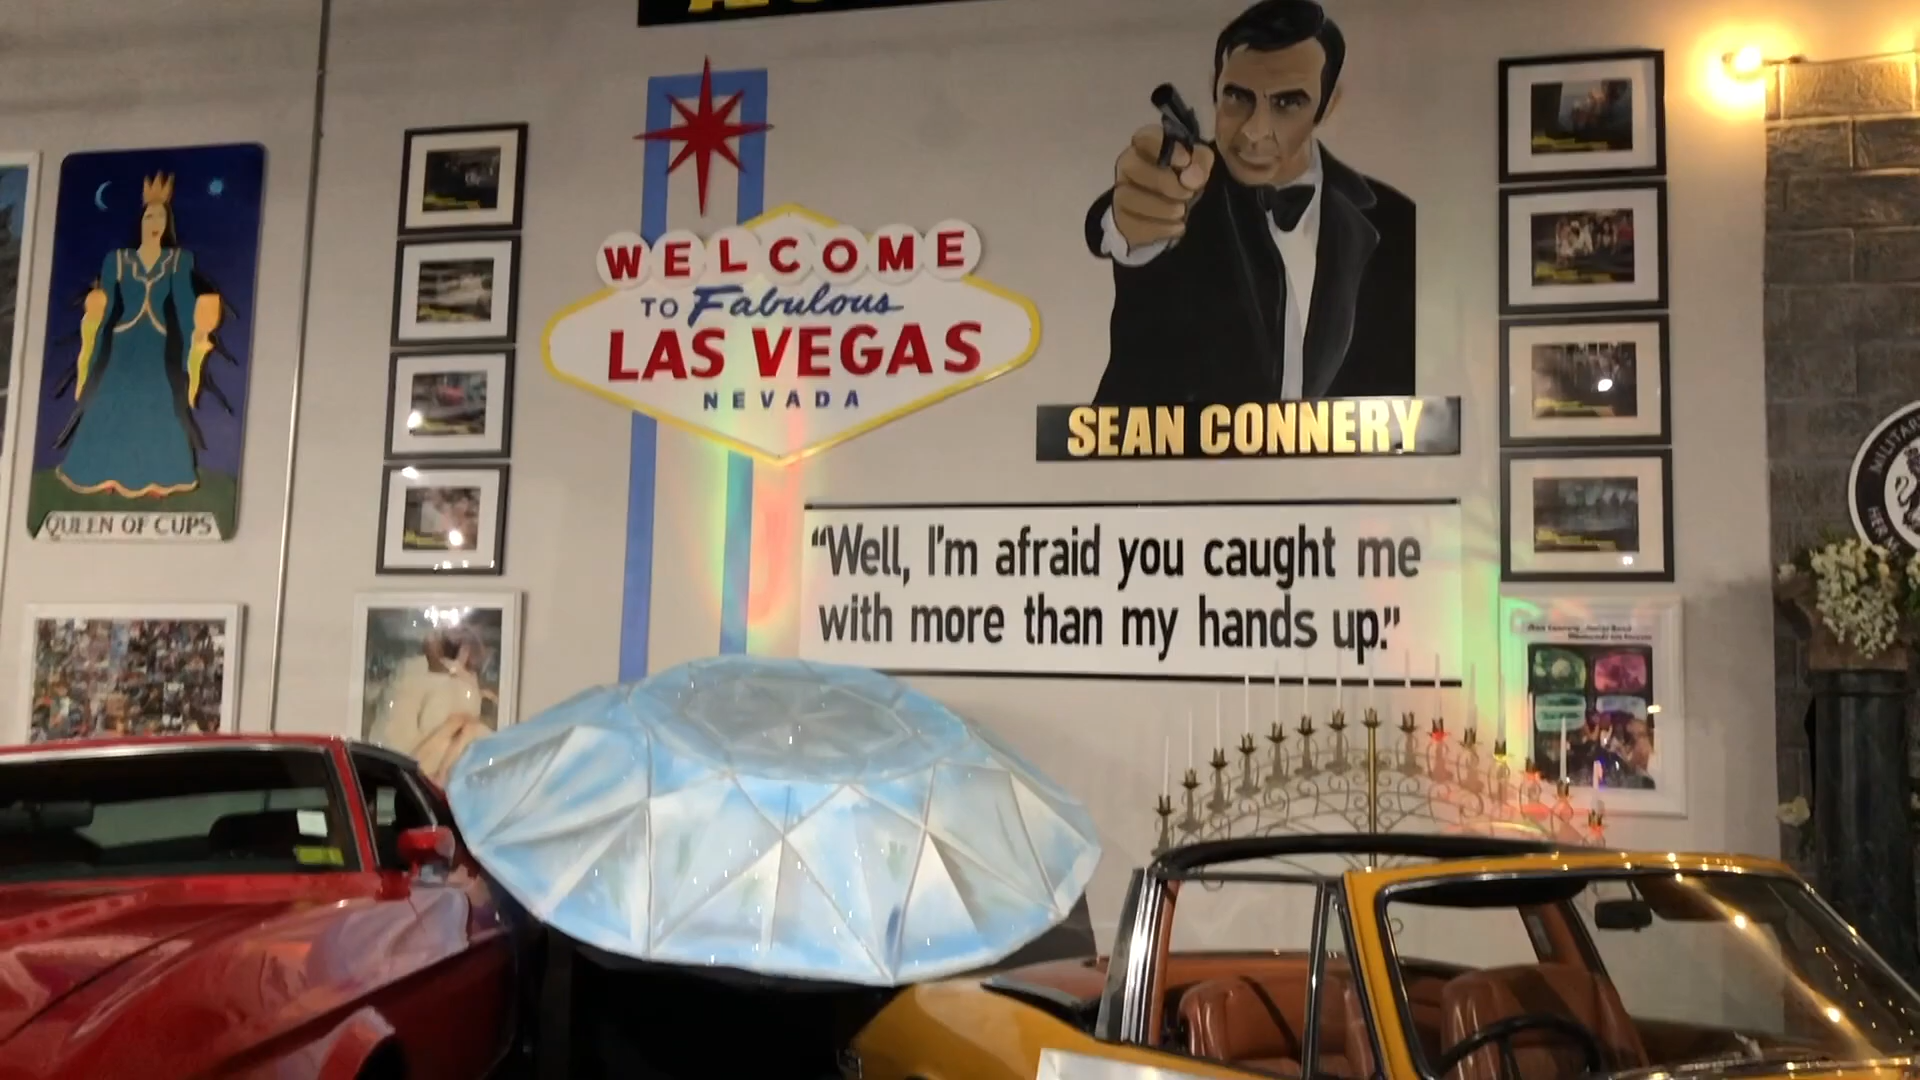 WELCOME
TO Fabulous
LAS VEGAS
NEVADA
SEAN CONNERY
QUEEN OF CUPS
"Well, I'm afraid you caught me
with more than my hands up."